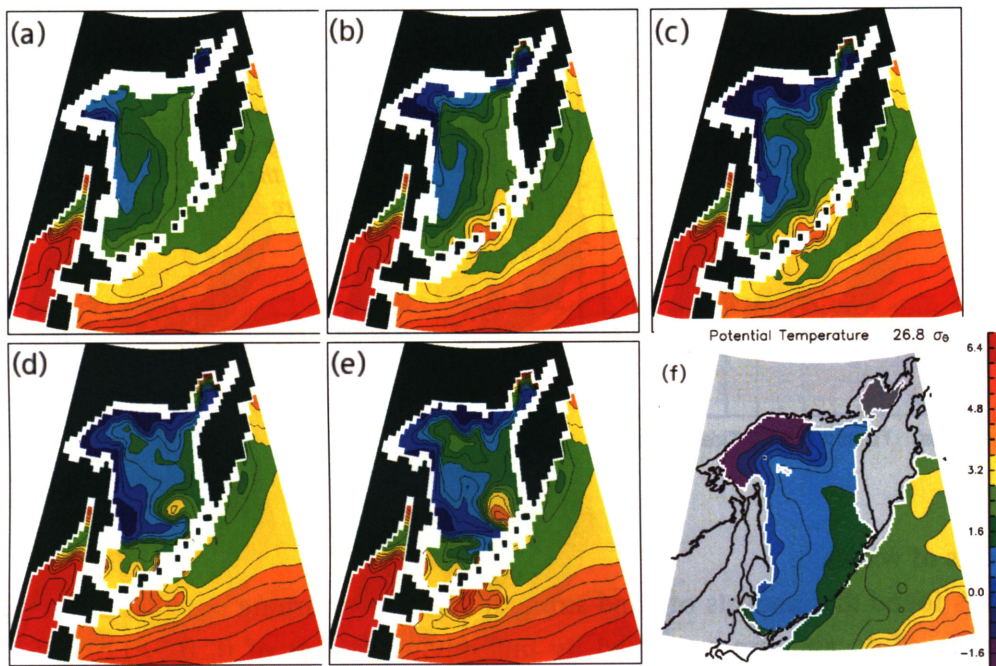 (a)
(b)
(c)
(d)
(e)
Potential Temperature 26.8 σθ
(f)
6.4
4.8
3.2
1.6
0.0
−1.6